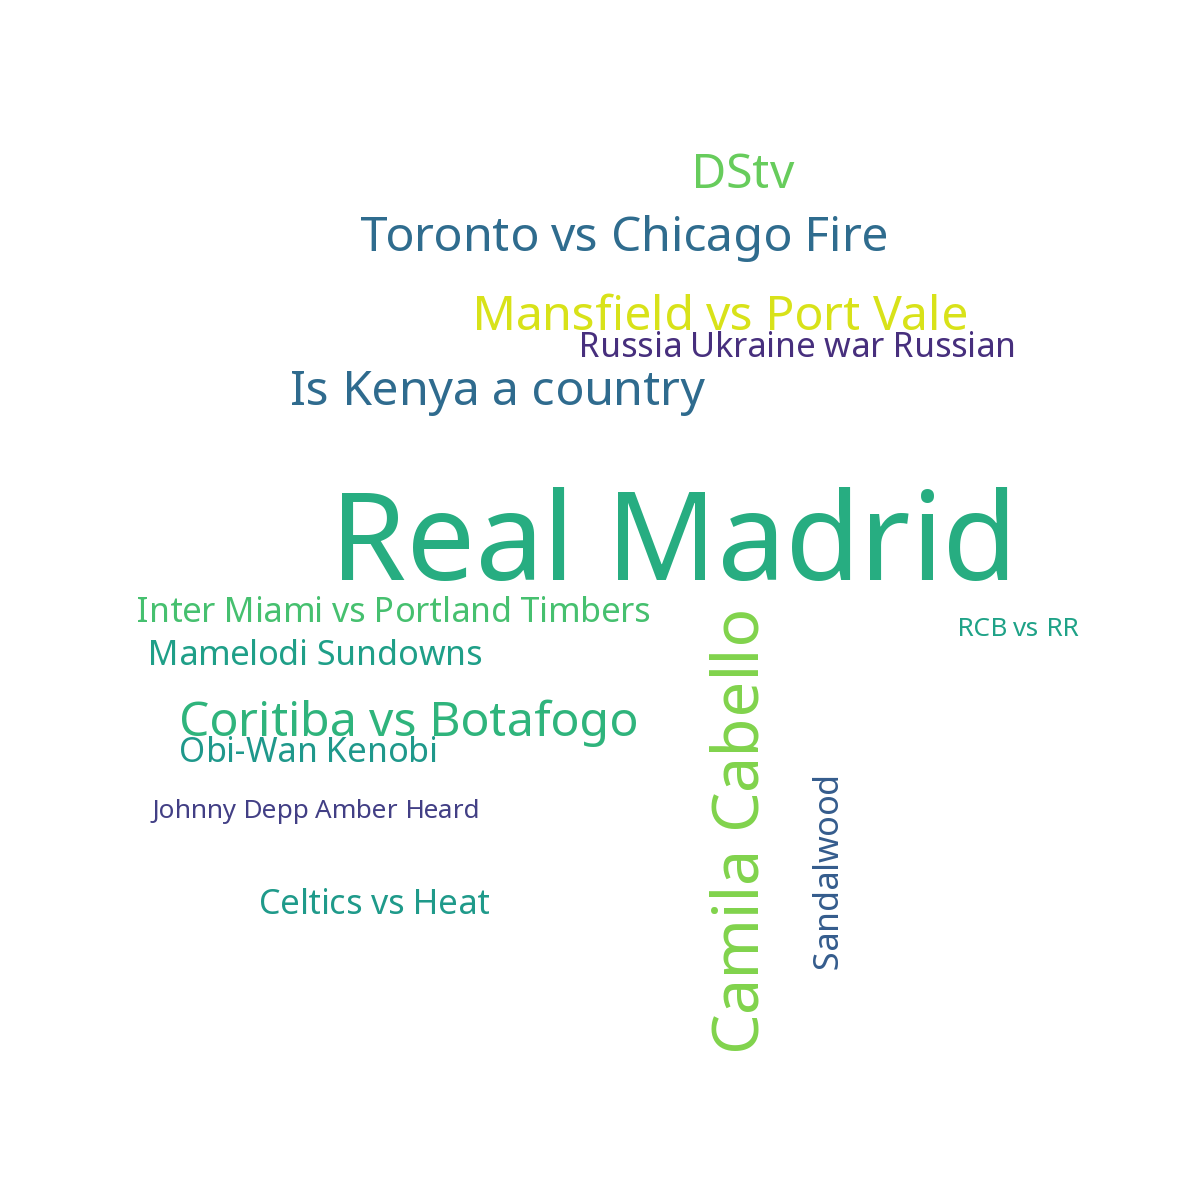 DStv
Toronto vs Chicago Fire
Mansfield vs Port Vale
Russia Ukraine war Russian
Is Kenya a country
Real Madrid
Inter Miami vs Portland Timbers
RCB vs RR
Mamelodi Sundowns
Coritiba vs Botafogo
Obi-Wan Kenobi
Johnny Depp Amber Heard
Celtics vs Heat
Camila Cabello
Sandalwood